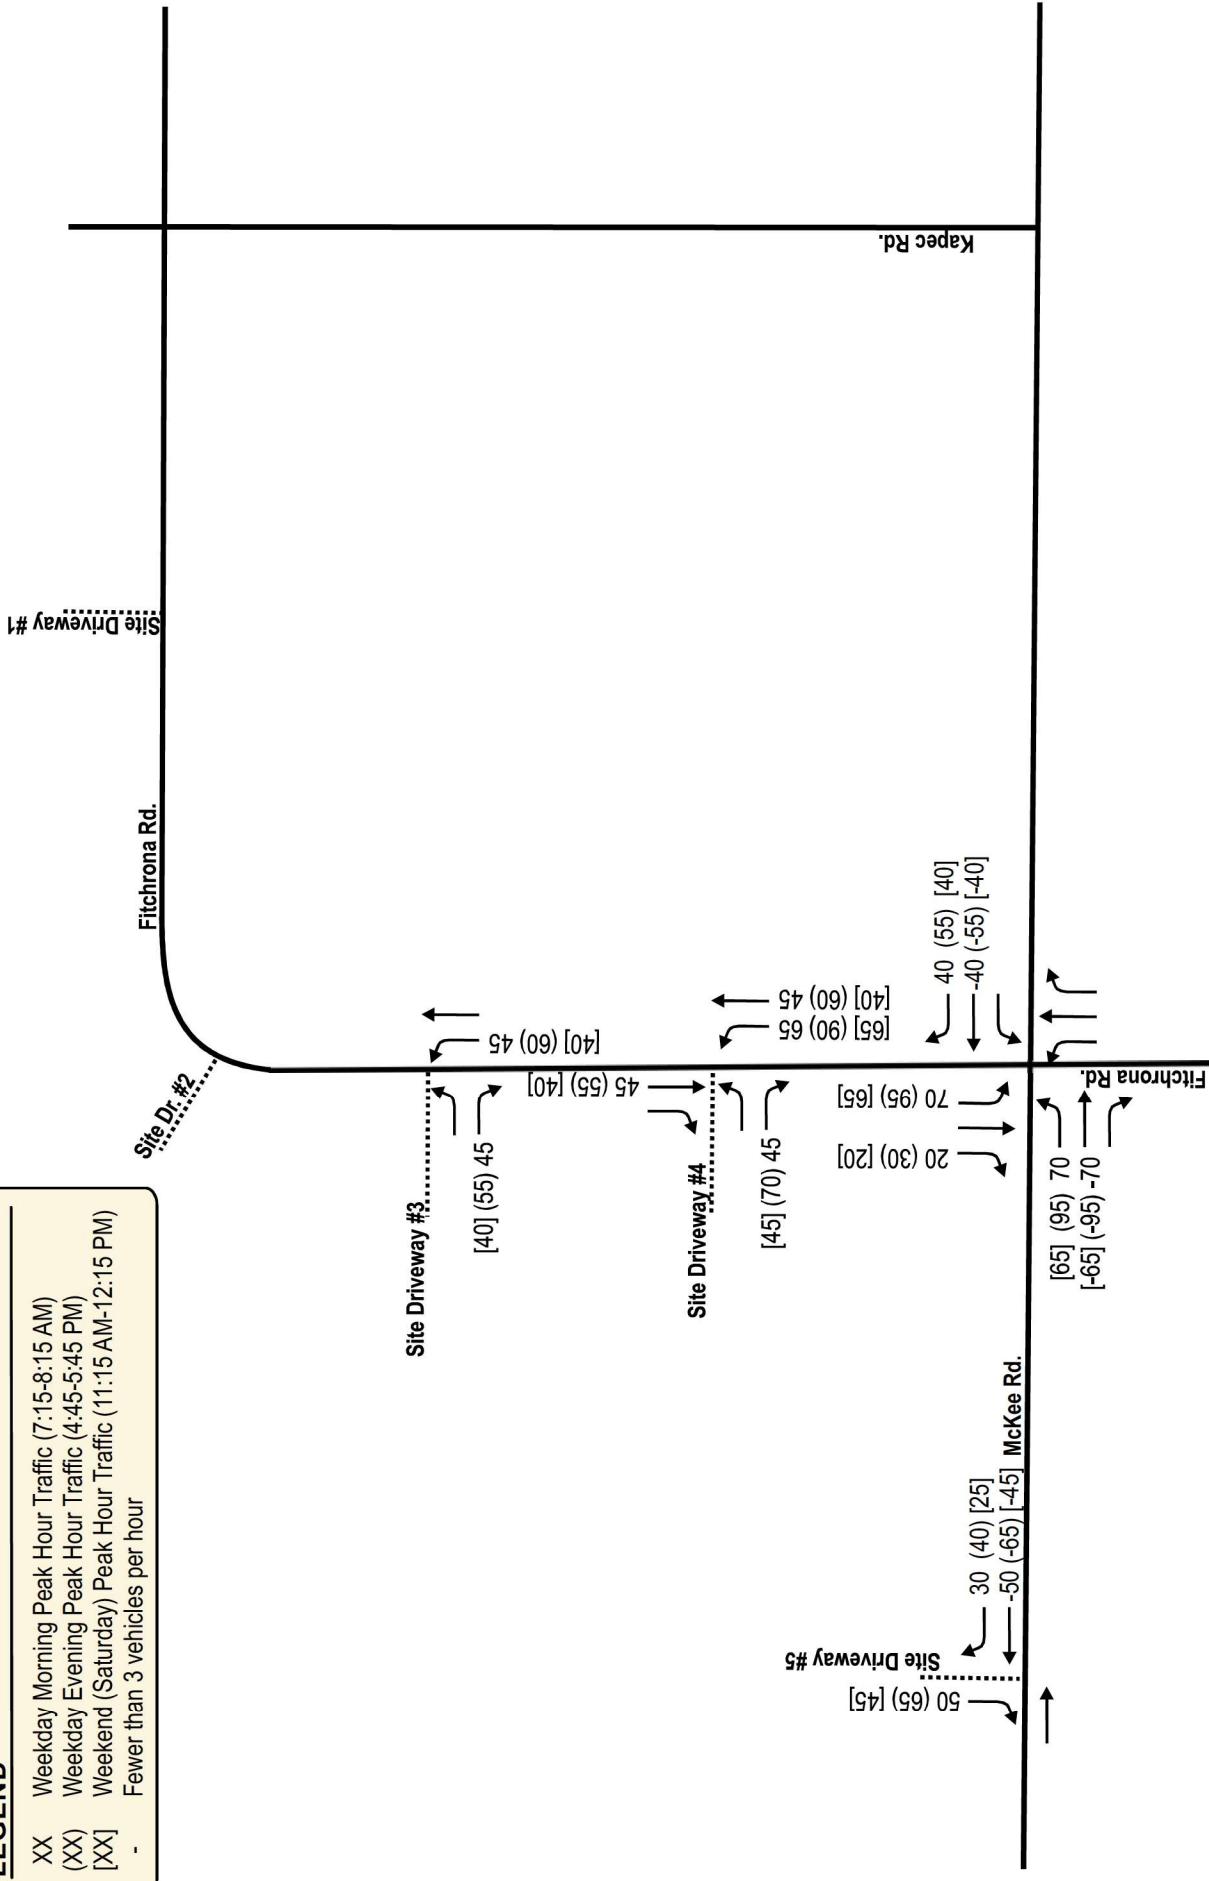 LEGEND
XX Weekday Morning Peak Hour Traffic (7:15-8:15 AM)
(XX) Weekday Evening Peak Hour Traffic (4:45-5:45 PM)
[XX] Weekend (Saturday) Peak Hour Traffic (11:15 AM-12:15 PM)
- Fewer than 3 vehicles per hour
Site Dr. #2
Fitchrona Rd.
Site Driveway #1
Kapec Rd.
Site Driveway #3
[40] (55) 45
[40] (60) 45
45 (55) [40]
Site Driveway #4
[45] (70) 45
[40] (60) 45
[65] (90) 65
70 (95) [65]
20 (30) [20]
40 (55) [40]
-40 (-55) [-40]
[65] (95) 70
[-65] (-95) -70
Fitchrona Rd.
McKee Rd.
30 (40) [25]
-50 (-65) [-45]
Site Driveway #5
50 (65) [45]